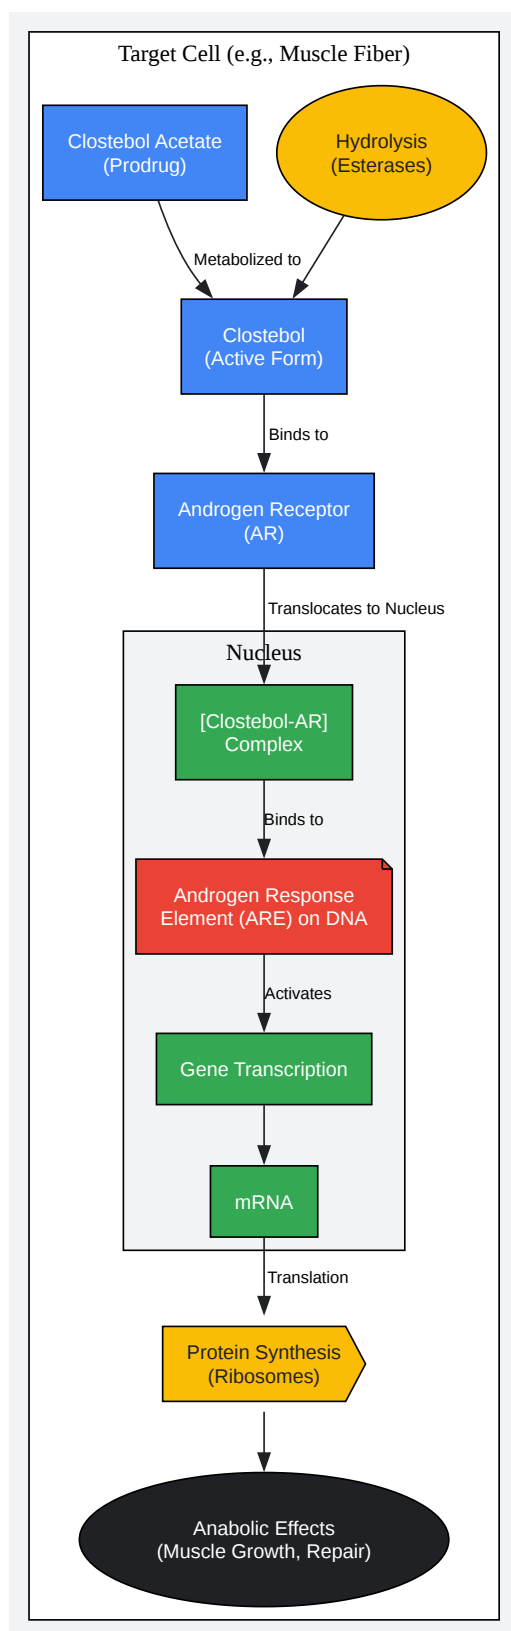 Target Cell (e.g., Muscle Fiber)
Clostebol Acetate
(Prodrug)
Hydrolysis
(Esterases)
Metabolized to
Clostebol
(Active Form)
Binds to
Androgen Receptor
(AR)
Translocates to Nucleus
Nucleus
[Clostebol-AR]
Complex
Binds to
Androgen Response
Element (ARE) on DNA
Activates
Gene Transcription
mRNA
Translation
Protein Synthesis
(Ribosomes)
Anabolic Effects
(Muscle Growth, Repair)